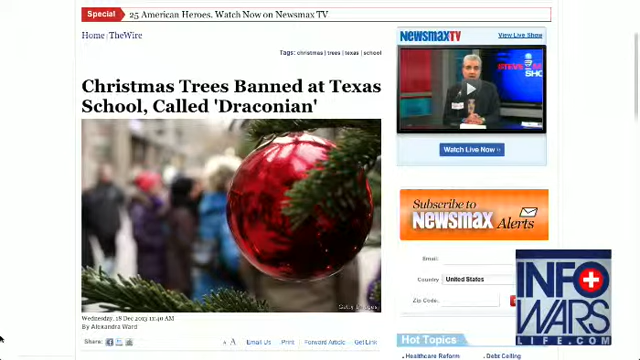 Special 25 American Heroes. Watch Now on Newsmax TV
Home | TheWire
Tags: christmas | trees | texas | school
Christmas Trees Banned at Texas
School, Called 'Draconian'
Getty Images
Wednesday, 18 Dec 2013 11:40 AM
By Alexandra Ward
Share:
A A
Email Us Print Forward Article Get Link
NEWSMAXTV View Live Show
Watch Live Now
Subscribe to
Newsmax Alerts
Email:
Country United States
Zip Code:
Hot Topics
Healthcare Reform Debt Ceiling
INFO
WARS
LIFE.COM